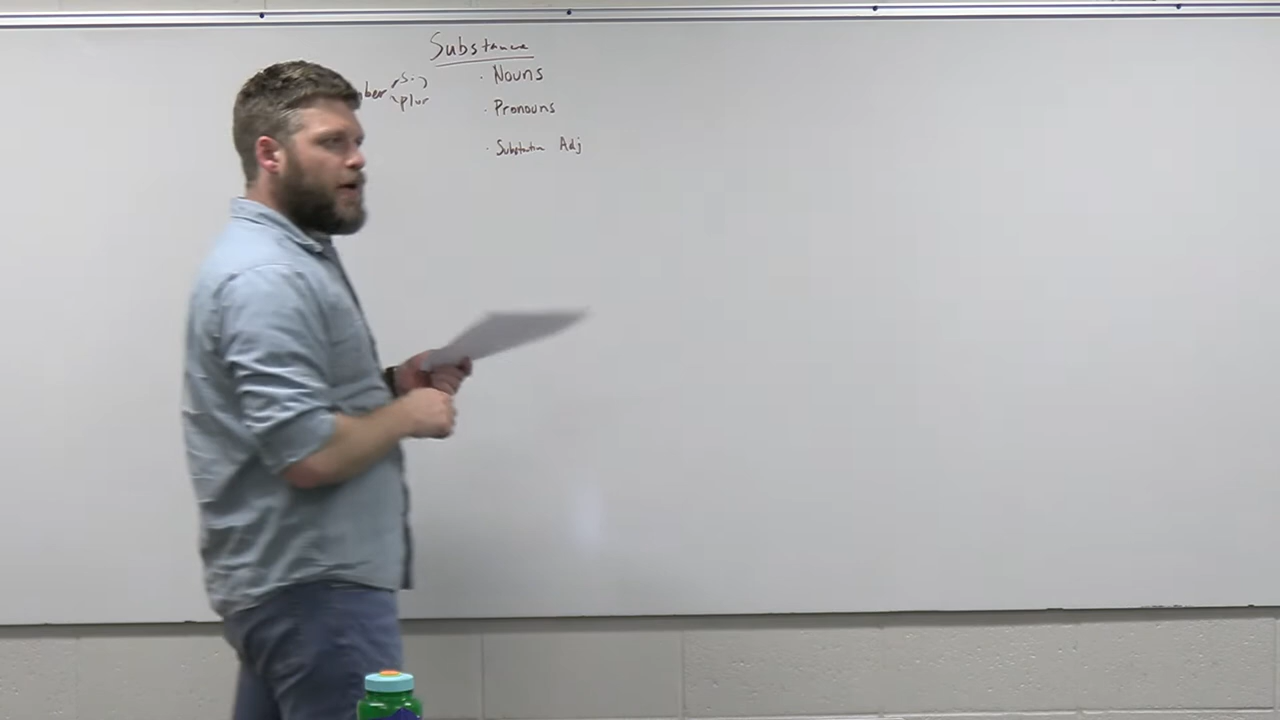 Substance
· Nouns
ber sing
plur
· Pronouns
· Substantive Adj